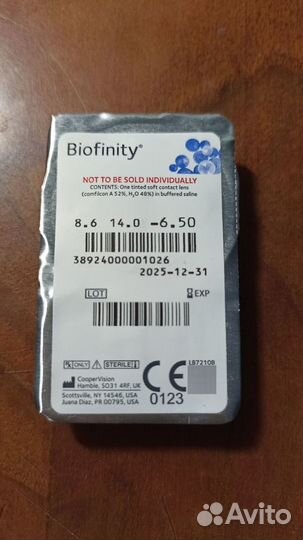 Biofinity®
NOT TO BE SOLD INDIVIDUALLY
CONTENTS: One tinted soft contact lens
(comfilcon A 52%, H₂O 48%) in buffered saline
8.6 14.0 -6.50
38924000001026
2025-12-31
LOT EXP
Rx ONLY STERILE
CooperVision
Hamble, SO31 4RF, UK
Scottsville, NY 14546, USA
Juana Diaz, PR 00795, USA
CE
0123
LB7210B
Avito